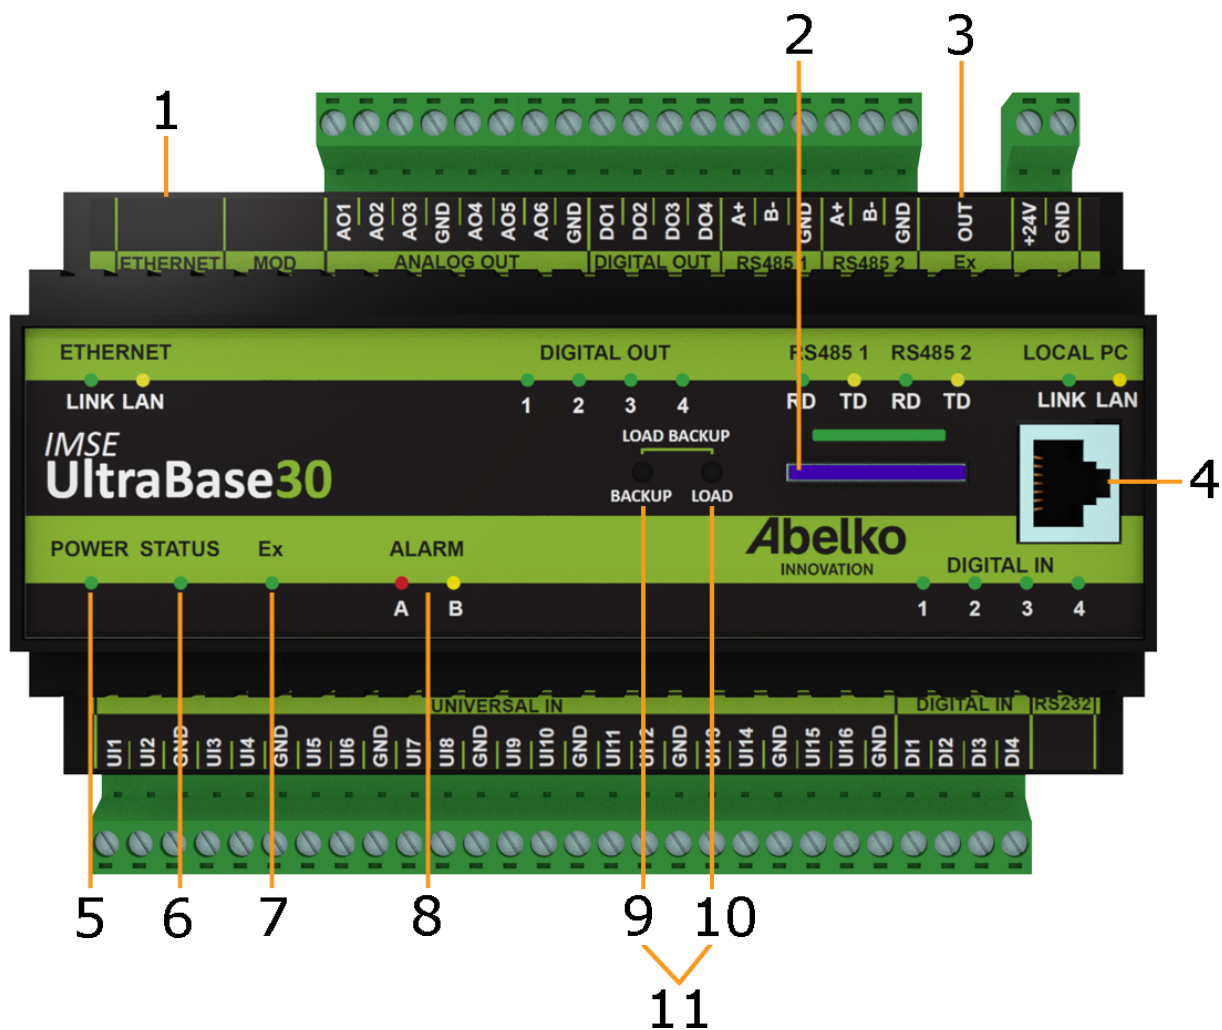 2 3
1
AO1 AO2 AO3 GND AO4 AO5 AO6 GND DO1 DO2 DO3 DO4 A+ B- GND A+ B- GND OUT +24V GND
ETHERNET MOD ANALOG OUT DIGITAL OUT RS485 1 RS485 2 Ex
ETHERNET DIGITAL OUT RS485 1 RS485 2 LOCAL PC
LINK LAN 1 2 3 4 RD TD RD TD LINK LAN
IMSE
UltraBase30
LOAD BACKUP
BACKUP LOAD
4
POWER STATUS Ex ALARM
Abelko
INNOVATION
DIGITAL IN
A B 1 2 3 4
UNIVERSAL IN DIGITAL IN RS232
UI1 UI2 GND UI3 UI4 GND UI5 UI6 GND UI7 UI8 GND UI9 UI10 GND UI11 UI12 GND UI13 UI14 GND UI15 UI16 GND DI1 DI2 DI3 DI4
5 6 7 8 9 10
11